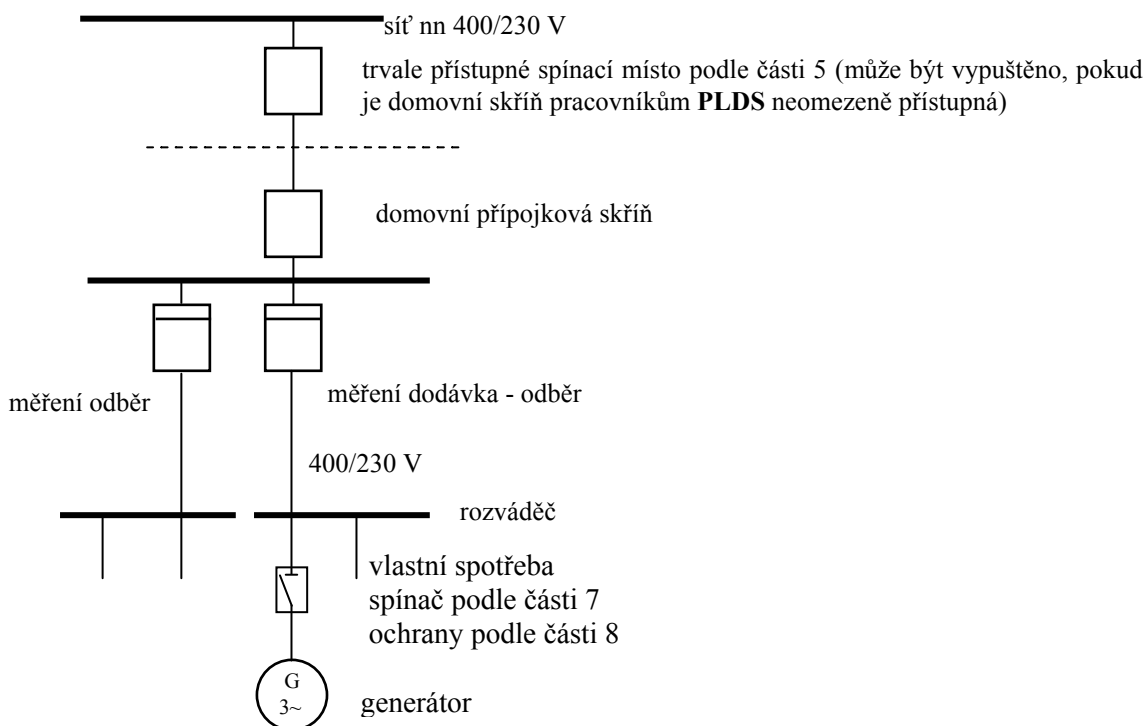 síť nn 400/230 V
trvale přístupné spínací místo podle části 5 (může být vypuštěno, pokud
je domovní skříň pracovníkům PLDS neomezeně přístupná)
domovní přípojková skříň
měření odběr
měření dodávka - odběr
400/230 V
rozváděč
vlastní spotřeba
spínač podle části 7
ochrany podle části 8
G
3~
generátor